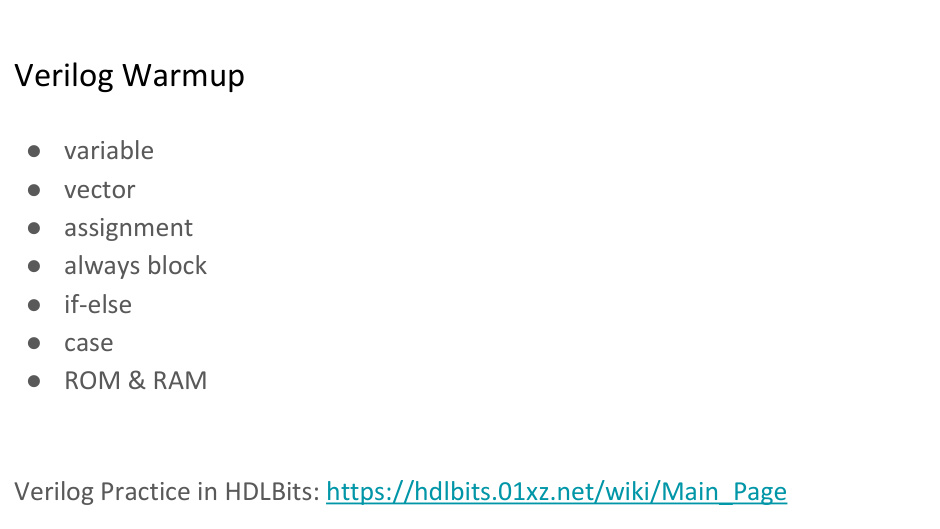 Verilog Warmup
● variable
● vector
● assignment
● always block
● if-else
● case
● ROM & RAM
Verilog Practice in HDLBits: https://hdlbits.01xz.net/wiki/Main_Page